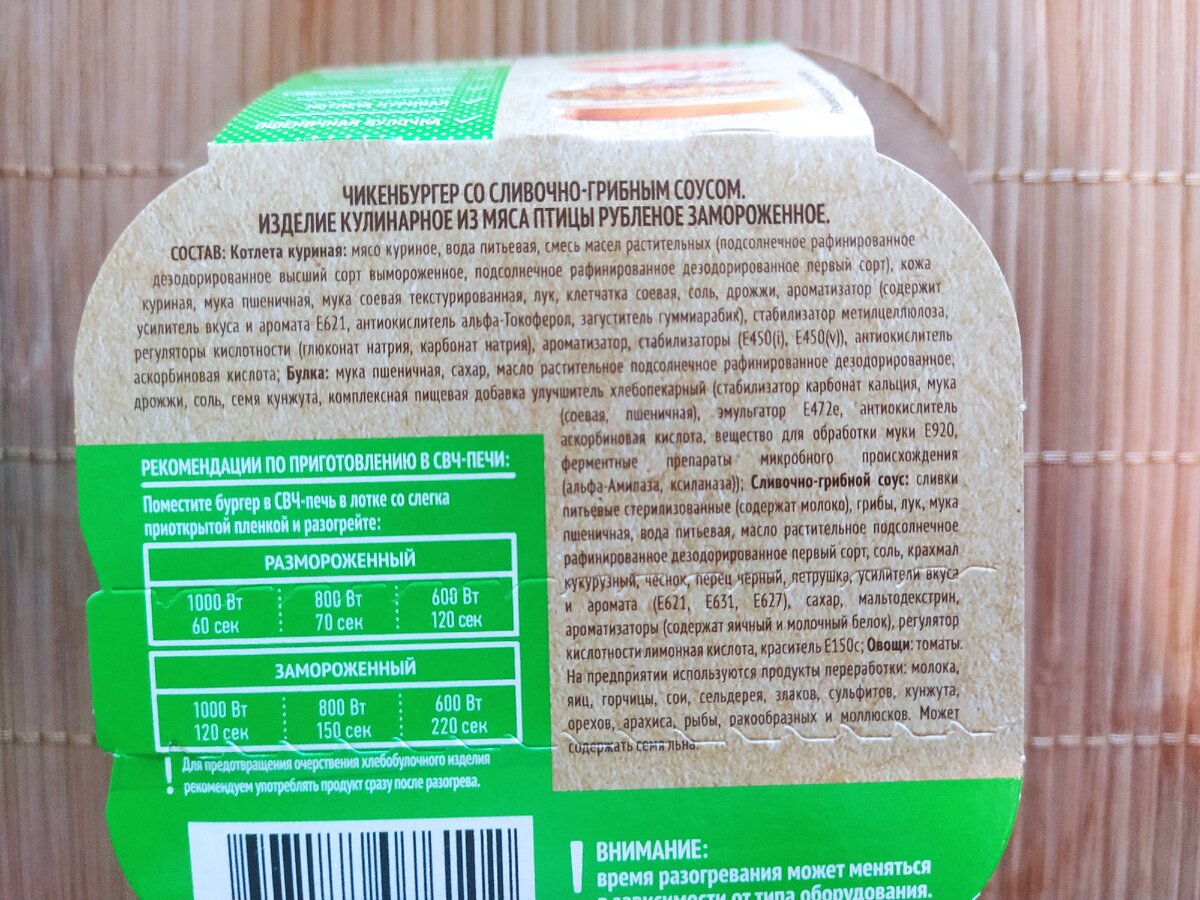 КОТЛЕТА КУРИНАЯ
ПШЕНИЧНАЯ БУЛОЧКА
ЧИКЕНБУРГЕР СО СЛИВОЧНО-ГРИБНЫМ СОУСОМ.
ИЗДЕЛИЕ КУЛИНАРНОЕ ИЗ МЯСА ПТИЦЫ РУБЛЕНОЕ ЗАМОРОЖЕННОЕ.
СОСТАВ: Котлета куриная: мясо куриное, вода питьевая, смесь масел растительных (подсолнечное рафинированное
дезодорированное высший сорт вымороженное, подсолнечное рафинированное дезодорированное первый сорт), кожа
куриная, мука пшеничная, мука соевая текстурированная, лук, клетчатка соевая, соль, дрожжи, ароматизатор (содержит
усилитель вкуса и аромата Е621, антиокислитель альфа-Токоферол, загуститель гуммиарабик), стабилизатор метилцеллюлоза,
регуляторы кислотности (глюконат натрия, карбонат натрия), ароматизатор, стабилизаторы (Е450(i), Е450(v)), антиокислитель
аскорбиновая кислота; Булка: мука пшеничная, сахар, масло растительное подсолнечное рафинированное дезодорированное,
дрожжи, соль, семя кунжута, комплексная пищевая добавка улучшитель хлебопекарный (стабилизатор карбонат кальция, мука
(соевая, пшеничная), эмульгатор Е472е, антиокислитель
аскорбиновая кислота, вещество для обработки муки Е920,
ферментные препараты микробного происхождения
(альфа-Амилаза, ксиланаза)); Сливочно-грибной соус: сливки
питьевые стерилизованные (содержат молоко), грибы, лук, мука
пшеничная, вода питьевая, масло растительное подсолнечное
рафинированное дезодорированное первый сорт, соль, крахмал
кукурузный, чеснок, перец черный, петрушка, усилители вкуса
и аромата (Е621, Е631, Е627), сахар, мальтодекстрин,
ароматизаторы (содержат яичный и молочный белок), регулятор
кислотности лимонная кислота, краситель Е150с; Овощи: томаты.
На предприятии используются продукты переработки: молока,
яиц, горчицы, сои, сельдерея, злаков, сульфитов, кунжута,
орехов, арахиса, рыбы, ракообразных и моллюсков. Может
содержать семя льна.
РЕКОМЕНДАЦИИ ПО ПРИГОТОВЛЕНИЮ В СВЧ-ПЕЧИ:
Поместите бургер в СВЧ-печь в лотке со слегка
приоткрытой пленкой и разогрейте:
РАЗМОРОЖЕННЫЙ
1000 Вт 800 Вт 600 Вт
60 сек 70 сек 120 сек
ЗАМОРОЖЕННЫЙ
1000 Вт 800 Вт 600 Вт
120 сек 150 сек 220 сек
! Для предотвращения очерствения хлебобулочного изделия
рекомендуем употреблять продукт сразу после разогрева.
! ВНИМАНИЕ:
время разогревания может меняться
в зависимости от типа оборудования.